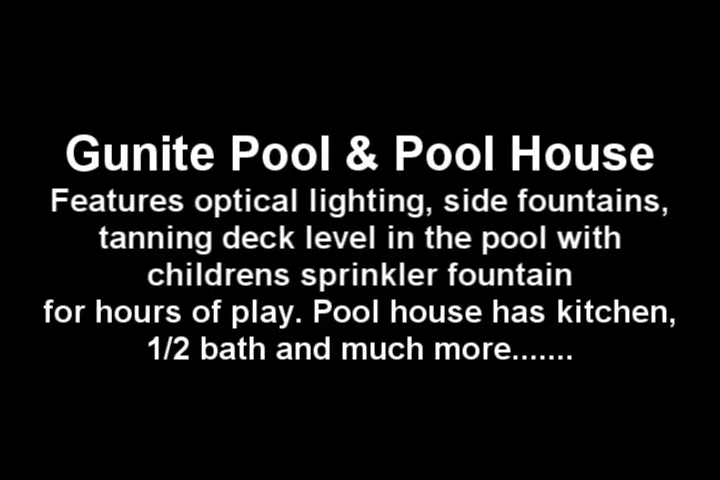 Gunite Pool & Pool House
Features optical lighting, side fountains,
tanning deck level in the pool with
childrens sprinkler fountain
for hours of play. Pool house has kitchen,
1/2 bath and much more.......